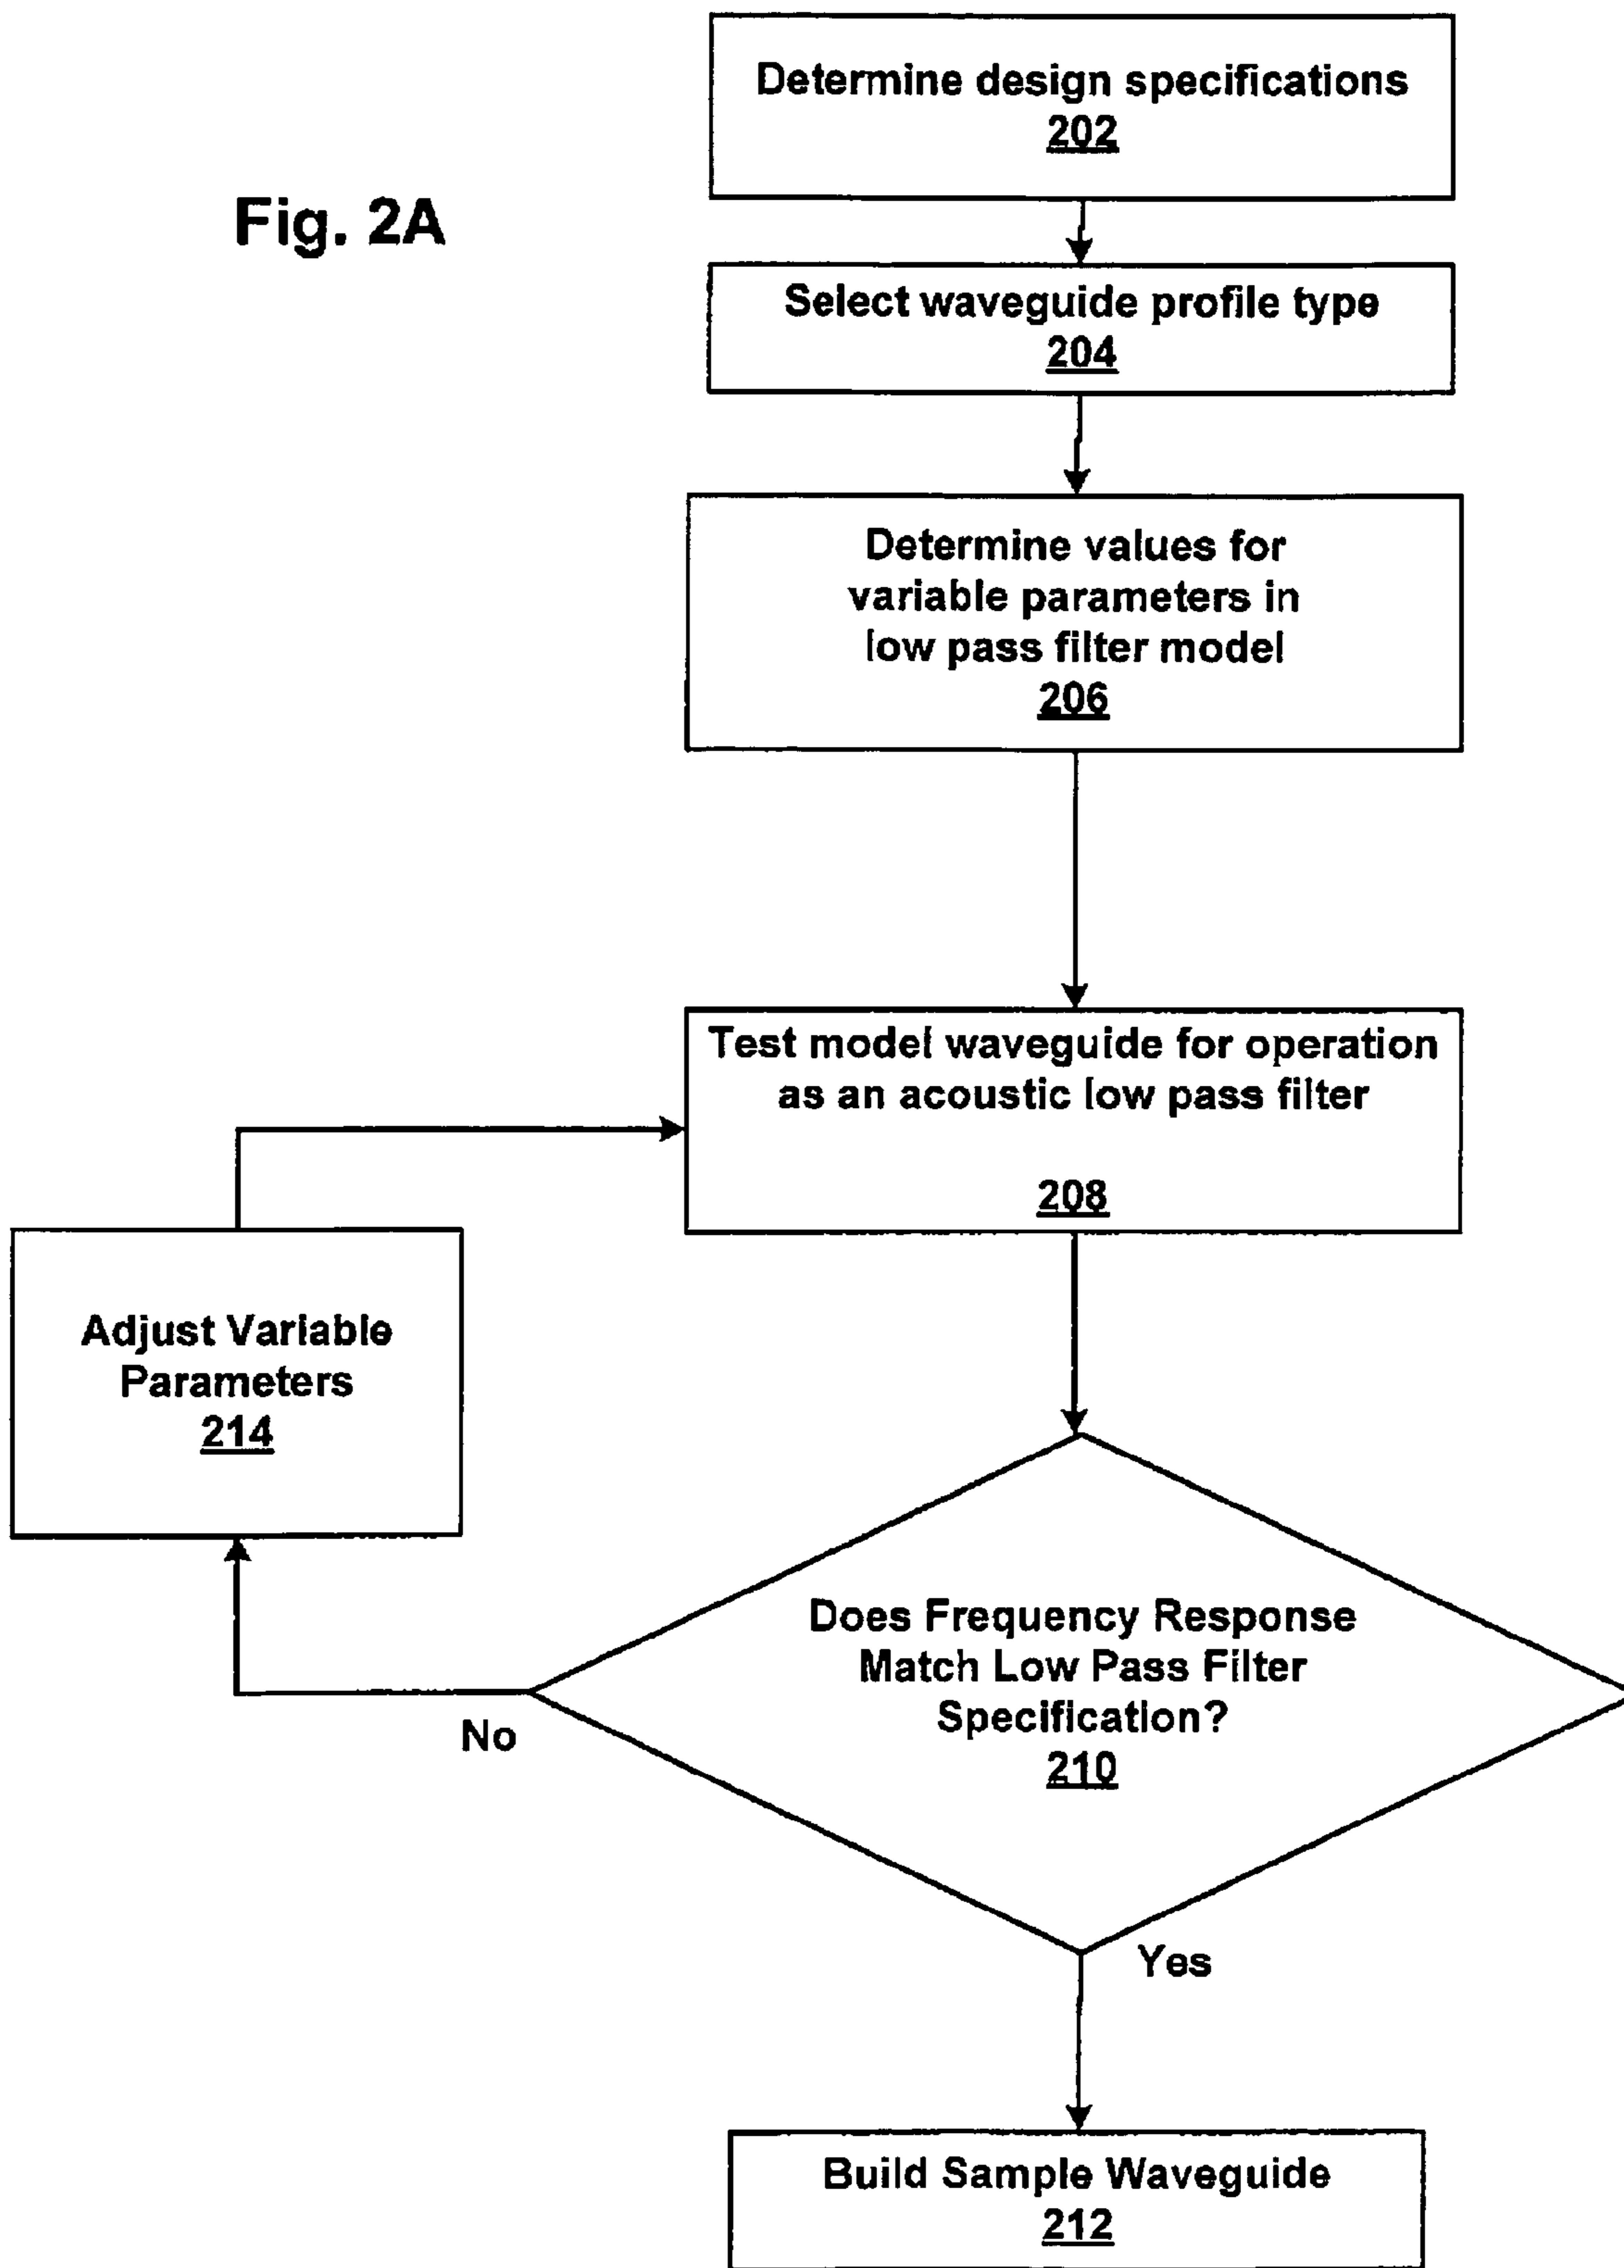 Fig. 2A
Determine design specifications
202
Select waveguide profile type
204
Determine values for
variable parameters in
low pass filter model
206
Test model waveguide for operation
as an acoustic low pass filter
208
Adjust Variable
Parameters
214
Does Frequency Response
Match Low Pass Filter
Specification?
210
No
Yes
Build Sample Waveguide
212